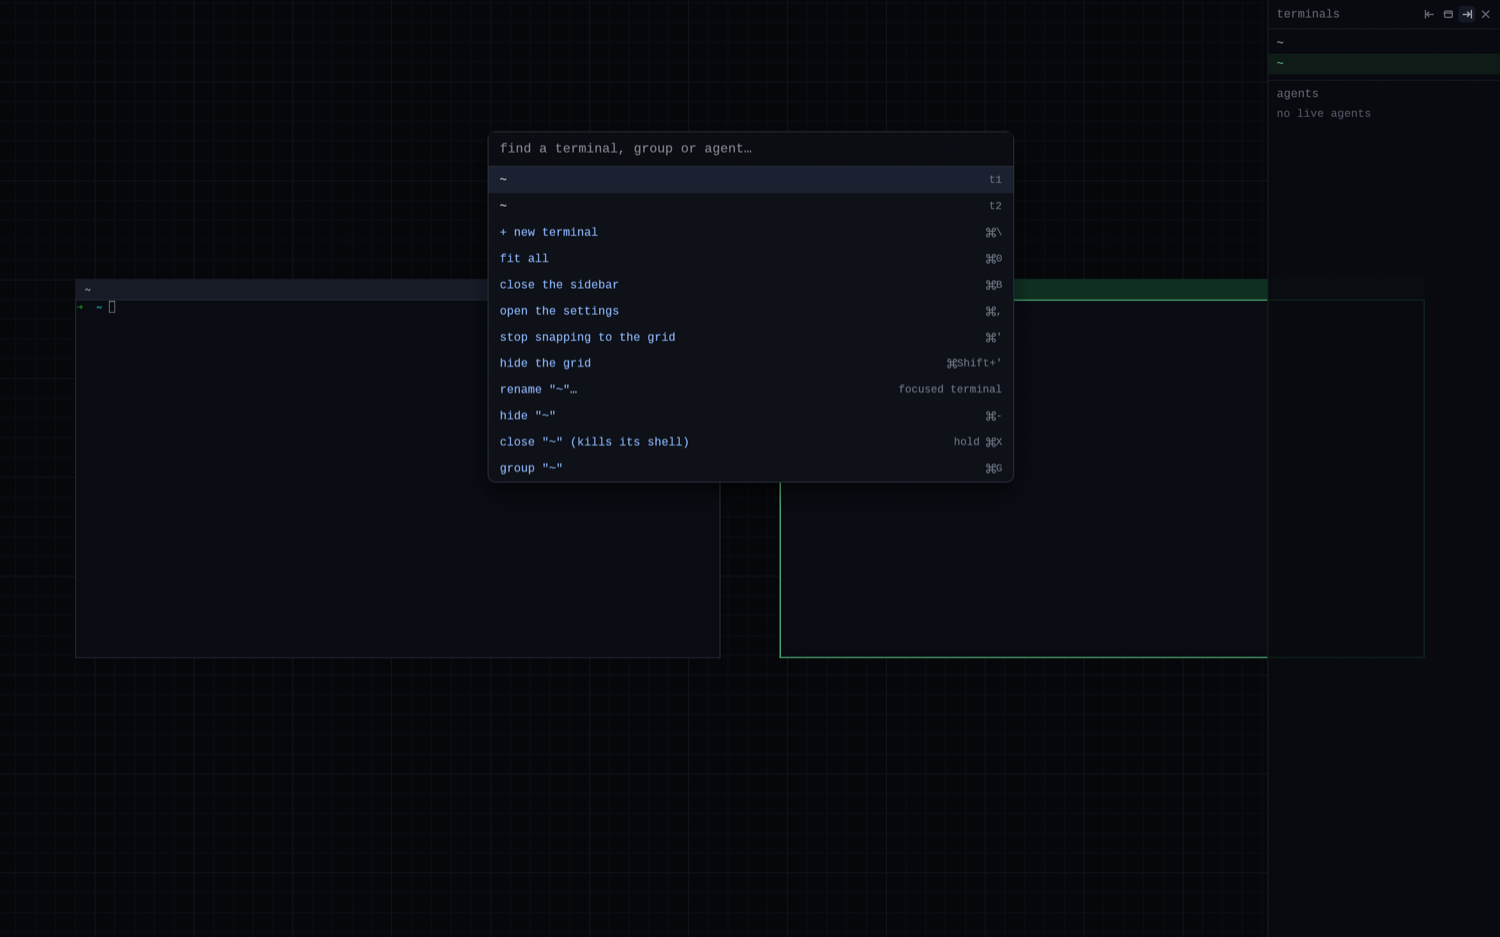 terminals
~
~
agents
no live agents
find a terminal, group or agent…
~ t1
~ t2
+ new terminal ⌘\
fit all ⌘0
close the sidebar ⌘B
open the settings ⌘,
stop snapping to the grid ⌘'
hide the grid ⌘Shift+'
rename "~"… focused terminal
hide "~" ⌘-
close "~" (kills its shell) hold ⌘X
group "~" ⌘G
~
➜ ~